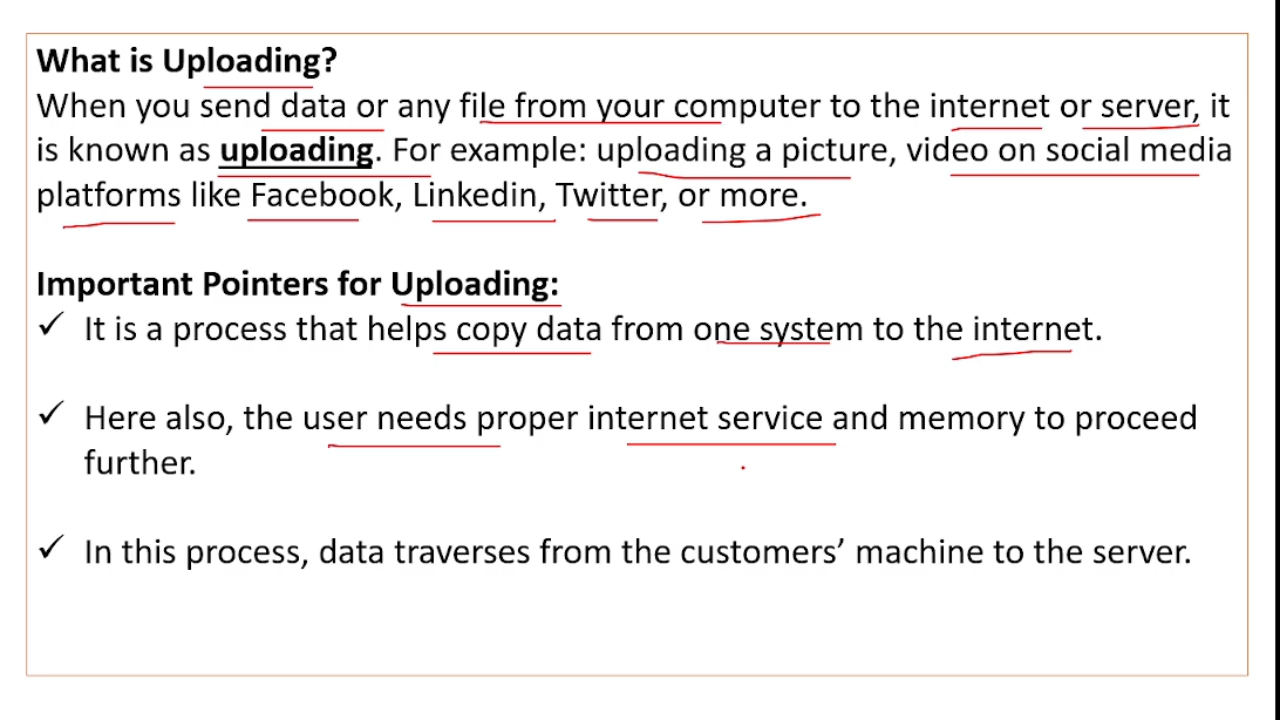 What is Uploading?
When you send data or any file from your computer to the internet or server, it
is known as uploading. For example: uploading a picture, video on social media
platforms like Facebook, Linkedin, Twitter, or more.
Important Pointers for Uploading:
✓ It is a process that helps copy data from one system to the internet.
✓ Here also, the user needs proper internet service and memory to proceed
further.
✓ In this process, data traverses from the customers’ machine to the server.